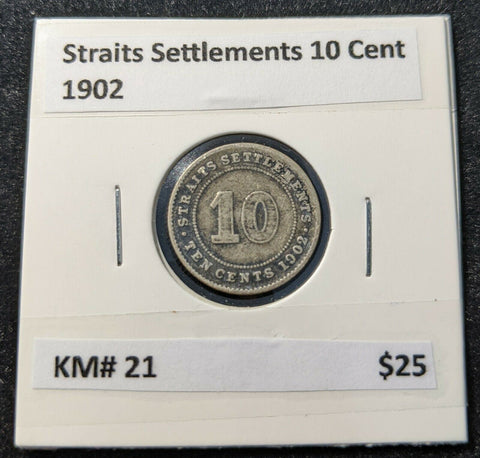 Straits Settlements 10 Cent
1902
· STRAITS SETTLEMENTS ·
10
TEN CENTS 1902
KM# 21
$25